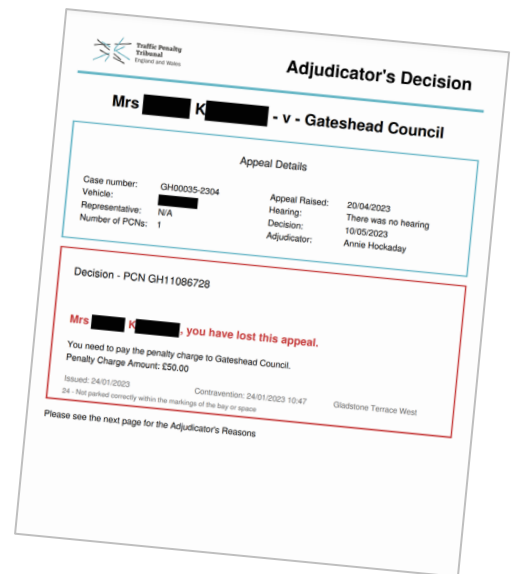 Traffic Penalty
Tribunal
England and Wales
Adjudicator's Decision
Mrs K - v - Gateshead Council
Appeal Details
Case number: GH00035-2304
Vehicle:
Representative: N/A
Number of PCNs: 1
Appeal Raised: 20/04/2023
Hearing: There was no hearing
Decision: 10/05/2023
Adjudicator: Annie Hockaday
Decision - PCN GH11086728
Mrs K, you have lost this appeal.
You need to pay the penalty charge to Gateshead Council.
Penalty Charge Amount: £50.00
Issued: 24/01/2023 Contravention: 24/01/2023 10:47 Gladstone Terrace West
24 - Not parked correctly within the markings of the bay or space
Please see the next page for the Adjudicator's Reasons